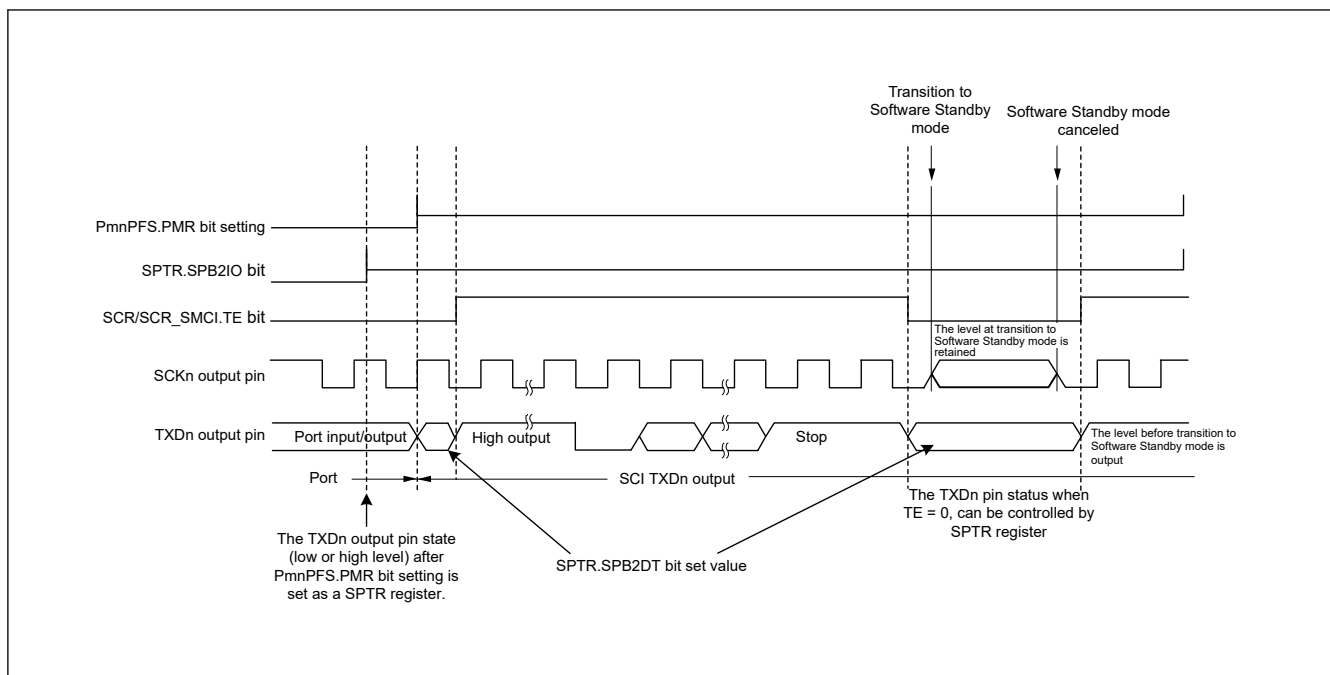 Transition to
Software Standby
mode
Software Standby mode
canceled
PmnPFS.PMR bit setting
SPTR.SPB2IO bit
SCR/SCR_SMCI.TE bit
The level at transition to
Software Standby mode is
retained
SCKn output pin
TXDn output pin
Port input/output
High output
Stop
The level before transition to
Software Standby mode is
output
Port
SCI TXDn output
The TXDn pin status when
TE = 0, can be controlled by
SPTR register
The TXDn output pin state
(low or high level) after
PmnPFS.PMR bit setting is
set as a SPTR register.
SPTR.SPB2DT bit set value